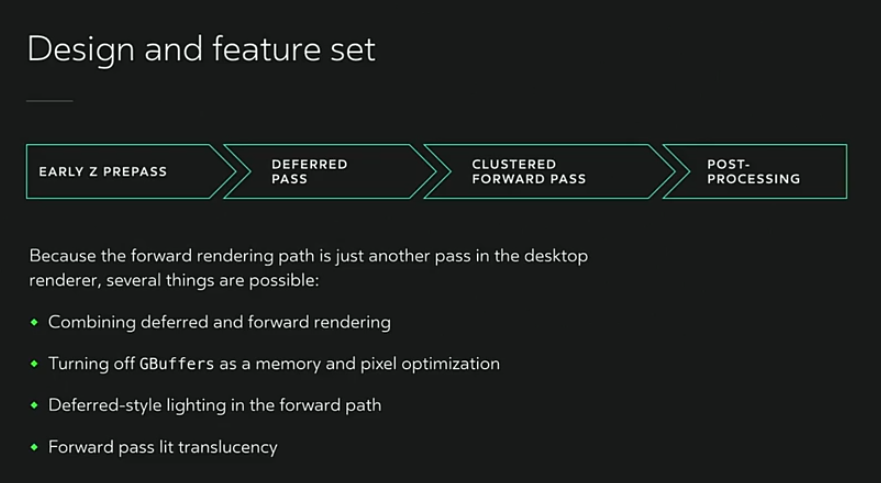 Design and feature set
EARLY Z PREPASS
DEFERRED
PASS
CLUSTERED
FORWARD PASS
POST-
PROCESSING
Because the forward rendering path is just another pass in the desktop
renderer, several things are possible:
Combining deferred and forward rendering
Turning off GBuffers as a memory and pixel optimization
Deferred-style lighting in the forward path
Forward pass lit translucency